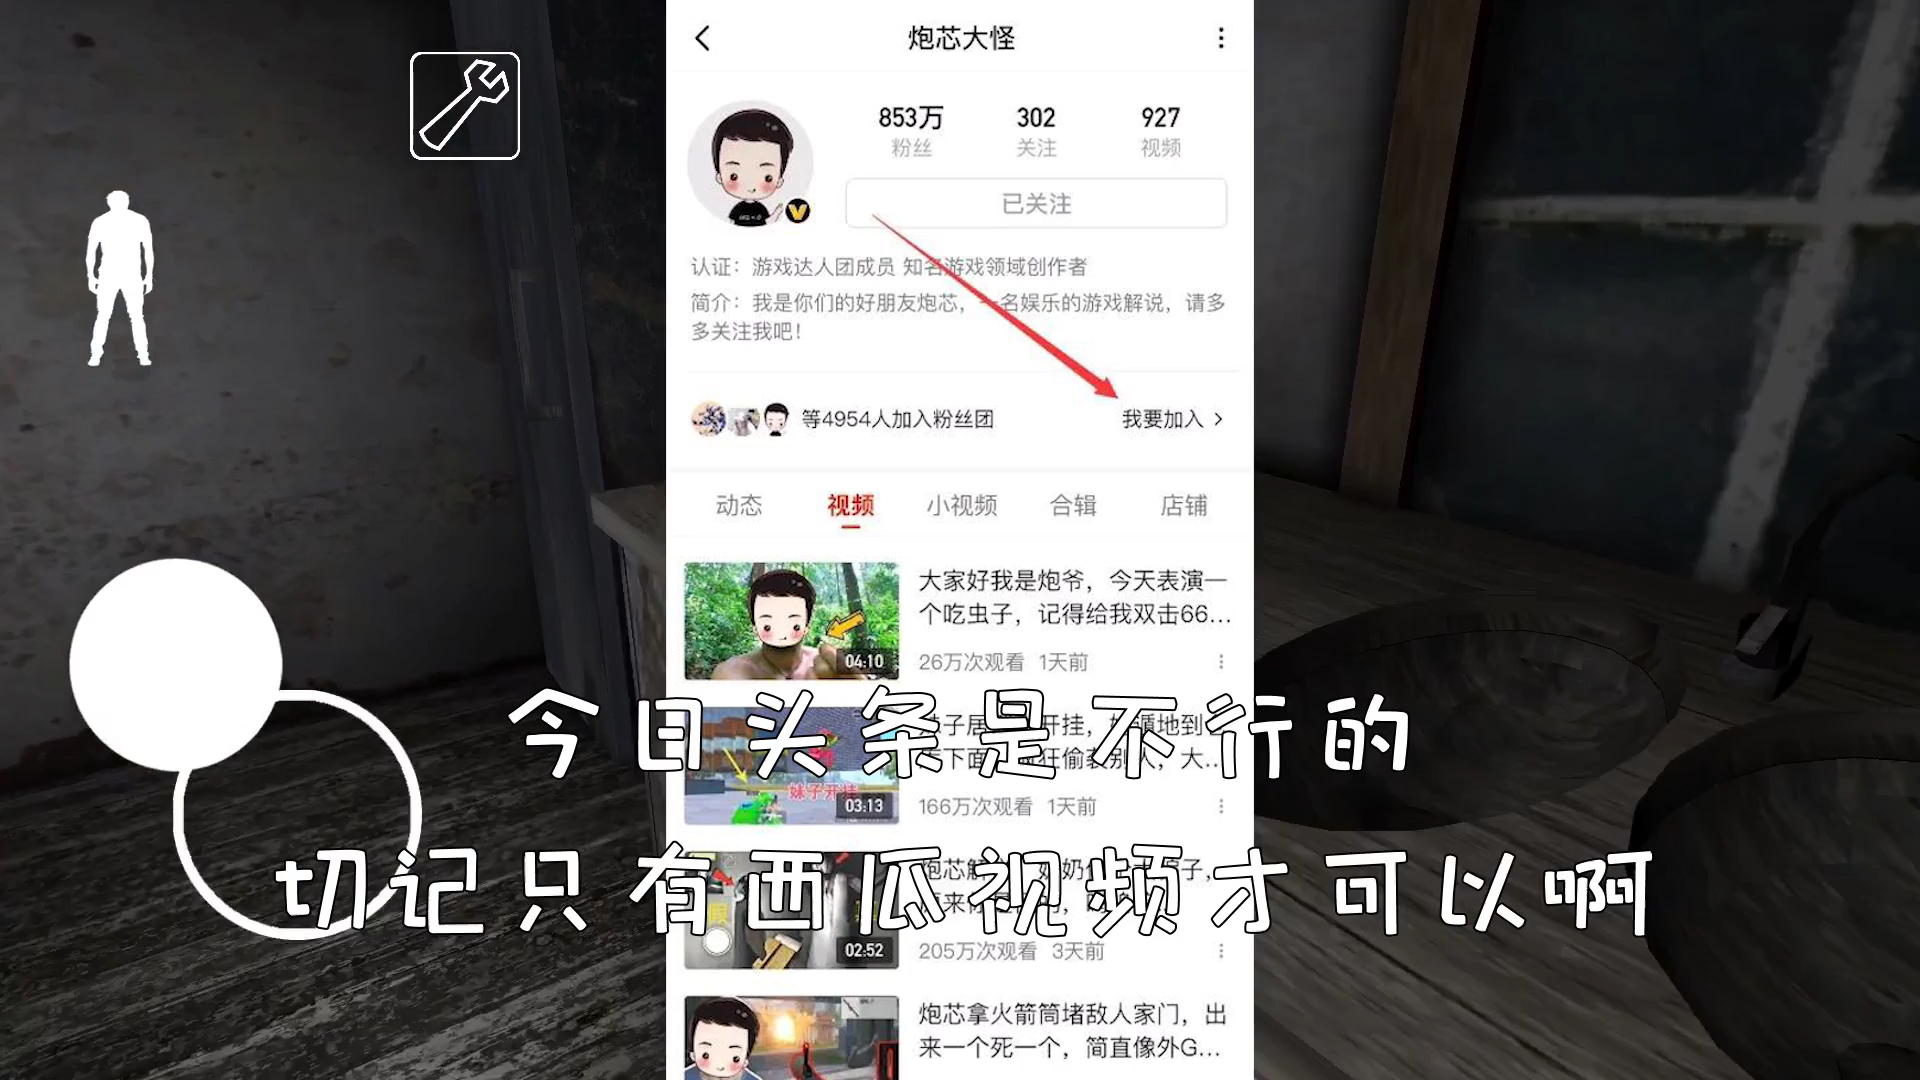 炮芯大怪
853万
302
927
粉丝
关注
视频
已关注
认证：游戏达人团成员 知名游戏领域创作者
简介：我是你们的好朋友炮芯，一名娱乐的游戏解说，请多
多关注我吧！
等4954人加入粉丝团
我要加入
动态
视频
小视频
合辑
店铺
大家好我是炮爷，今天表演一
个吃虫子，记得给我双击66...
04:10
26万次观看 1天前
今日头条是不行的
妹子开挂
03:13
166万次观看 1天前
切记只有西瓜视频才可以啊
02:52
205万次观看 3天前
炮芯拿火箭筒堵敌人家门，出
来一个死一个，简直像外G...